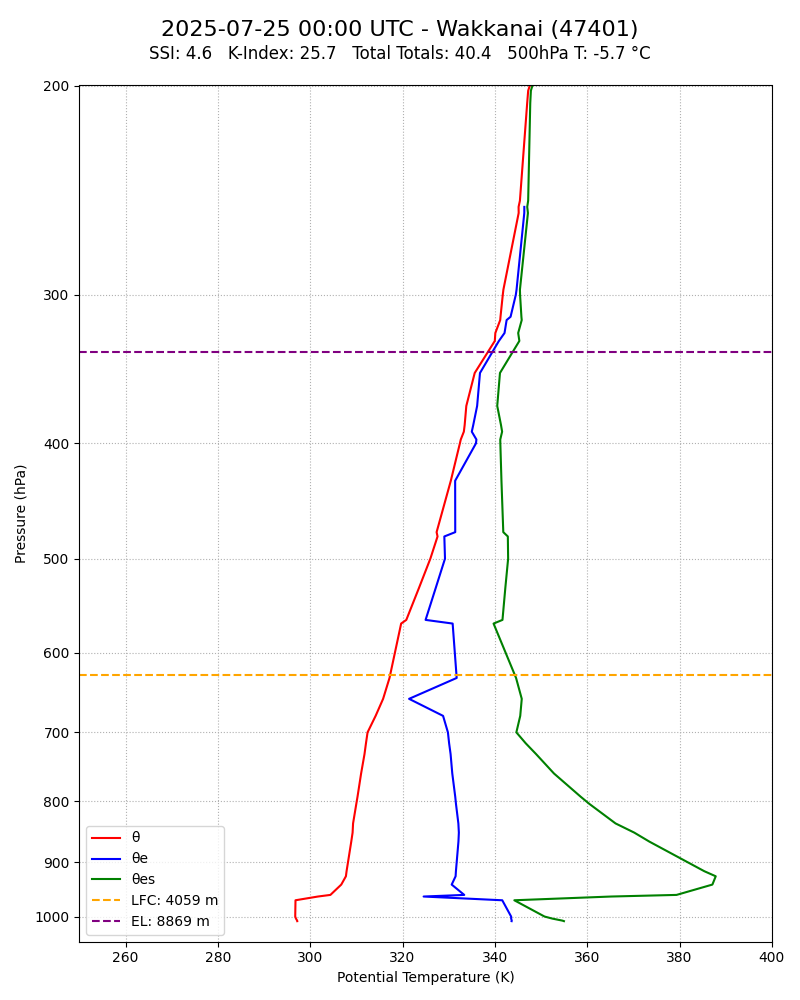 2025-07-25 00:00 UTC - Wakkanai (47401)
SSI: 4.6 K-Index: 25.7 Total Totals: 40.4 500hPa T: -5.7 °C
200
300
400
500
600
700
800
900
1000
Pressure (hPa)
θ
θe
θes
LFC: 4059 m
EL: 8869 m
260 280 300 320 340 360 380 400
Potential Temperature (K)